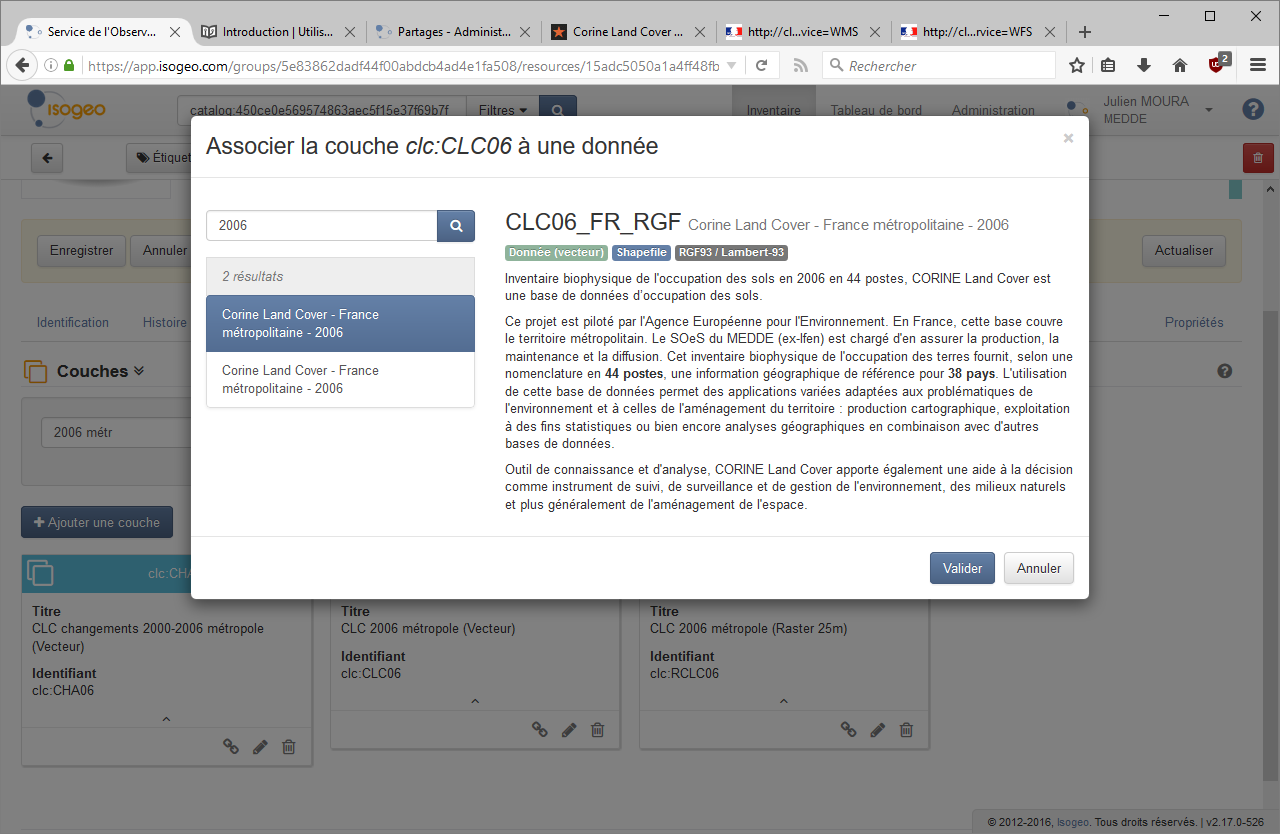 Service de l'Observ...
Introduction | Utilis...
Partages - Administ...
Corine Land Cover ...
http://cl...vice=WMS
http://cl...rvice=WFS
https://app.isogeo.com/groups/5e83862dadf44f00abdcb4ad4e1fa508/resources/15adc5050a1a4ff48fb
Rechercher
2
isogeo
catalog:450ce0e569574863aec5f15e37f69b7f
Filtres
Inventaire
Tableau de bord
Administration
Julien MOURA
MEDDE
Étiquet
Associer la couche clc:CLC06 à une donnée
×
Enregistrer
Annuler
Actualiser
Identification
Histoire
Propriétés
Couches
2006 métr
Ajouter une couche
2006
2 résultats
Corine Land Cover - France
métropolitaine - 2006
Corine Land Cover - France
métropolitaine - 2006
CLC06_FR_RGF Corine Land Cover - France métropolitaine - 2006
Donnée (vecteur) Shapefile RGF93 / Lambert-93
Inventaire biophysique de l'occupation des sols en 2006 en 44 postes, CORINE Land Cover est
une base de données d’occupation des sols.
Ce projet est piloté par l'Agence Européenne pour l'Environnement. En France, cette base couvre
le territoire métropolitain. Le SOeS du MEDDE (ex-Ifen) est chargé d'en assurer la production, la
maintenance et la diffusion. Cet inventaire biophysique de l'occupation des terres fournit, selon une
nomenclature en 44 postes, une information géographique de référence pour 38 pays. L'utilisation
de cette base de données permet des applications variées adaptées aux problématiques de
l'environnement et à celles de l'aménagement du territoire : production cartographique, exploitation
à des fins statistiques ou bien encore analyses géographiques en combinaison avec d'autres
bases de données.
Outil de connaissance et d'analyse, CORINE Land Cover apporte également une aide à la décision
comme instrument de suivi, de surveillance et de gestion de l'environnement, des milieux naturels
et plus généralement de l'aménagement de l'espace.
Valider
Annuler
clc:CHA
Titre
CLC changements 2000-2006 métropole
(Vecteur)
Identifiant
clc:CHA06
Titre
CLC 2006 métropole (Vecteur)
Identifiant
clc:CLC06
Titre
CLC 2006 métropole (Raster 25m)
Identifiant
clc:RCLC06
© 2012-2016, Isogeo. Tous droits réservés. | v2.17.0-526